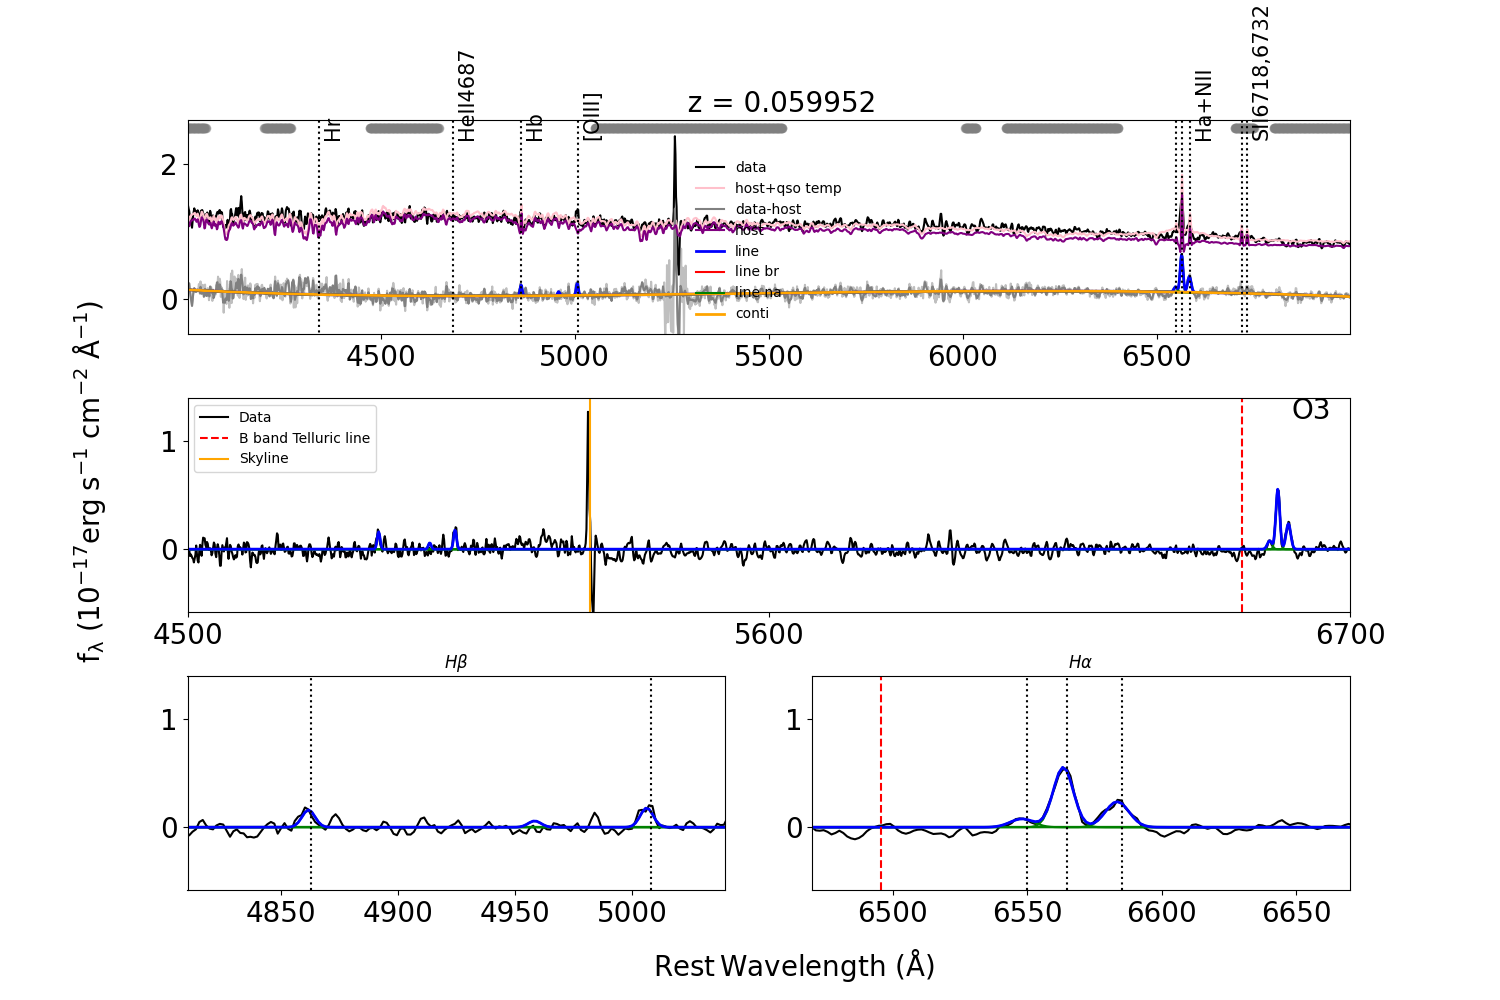 z = 0.059952
Hr
HeII4687
Hb
[OIII]
Ha+NII
SII6718,6732
data
host+qso temp
data-host
host
line
line br
line na
conti
2
0
4500 5000 5500 6000 6500
Data
B band Telluric line
Skyline
O3
1
0
4500 5600 6700
fλ (10⁻¹⁷erg s⁻¹ cm⁻² Å⁻¹)
Hβ
1
0
4850 4900 4950 5000
Hα
1
0
6500 6550 6600 6650
Rest Wavelength (Å)